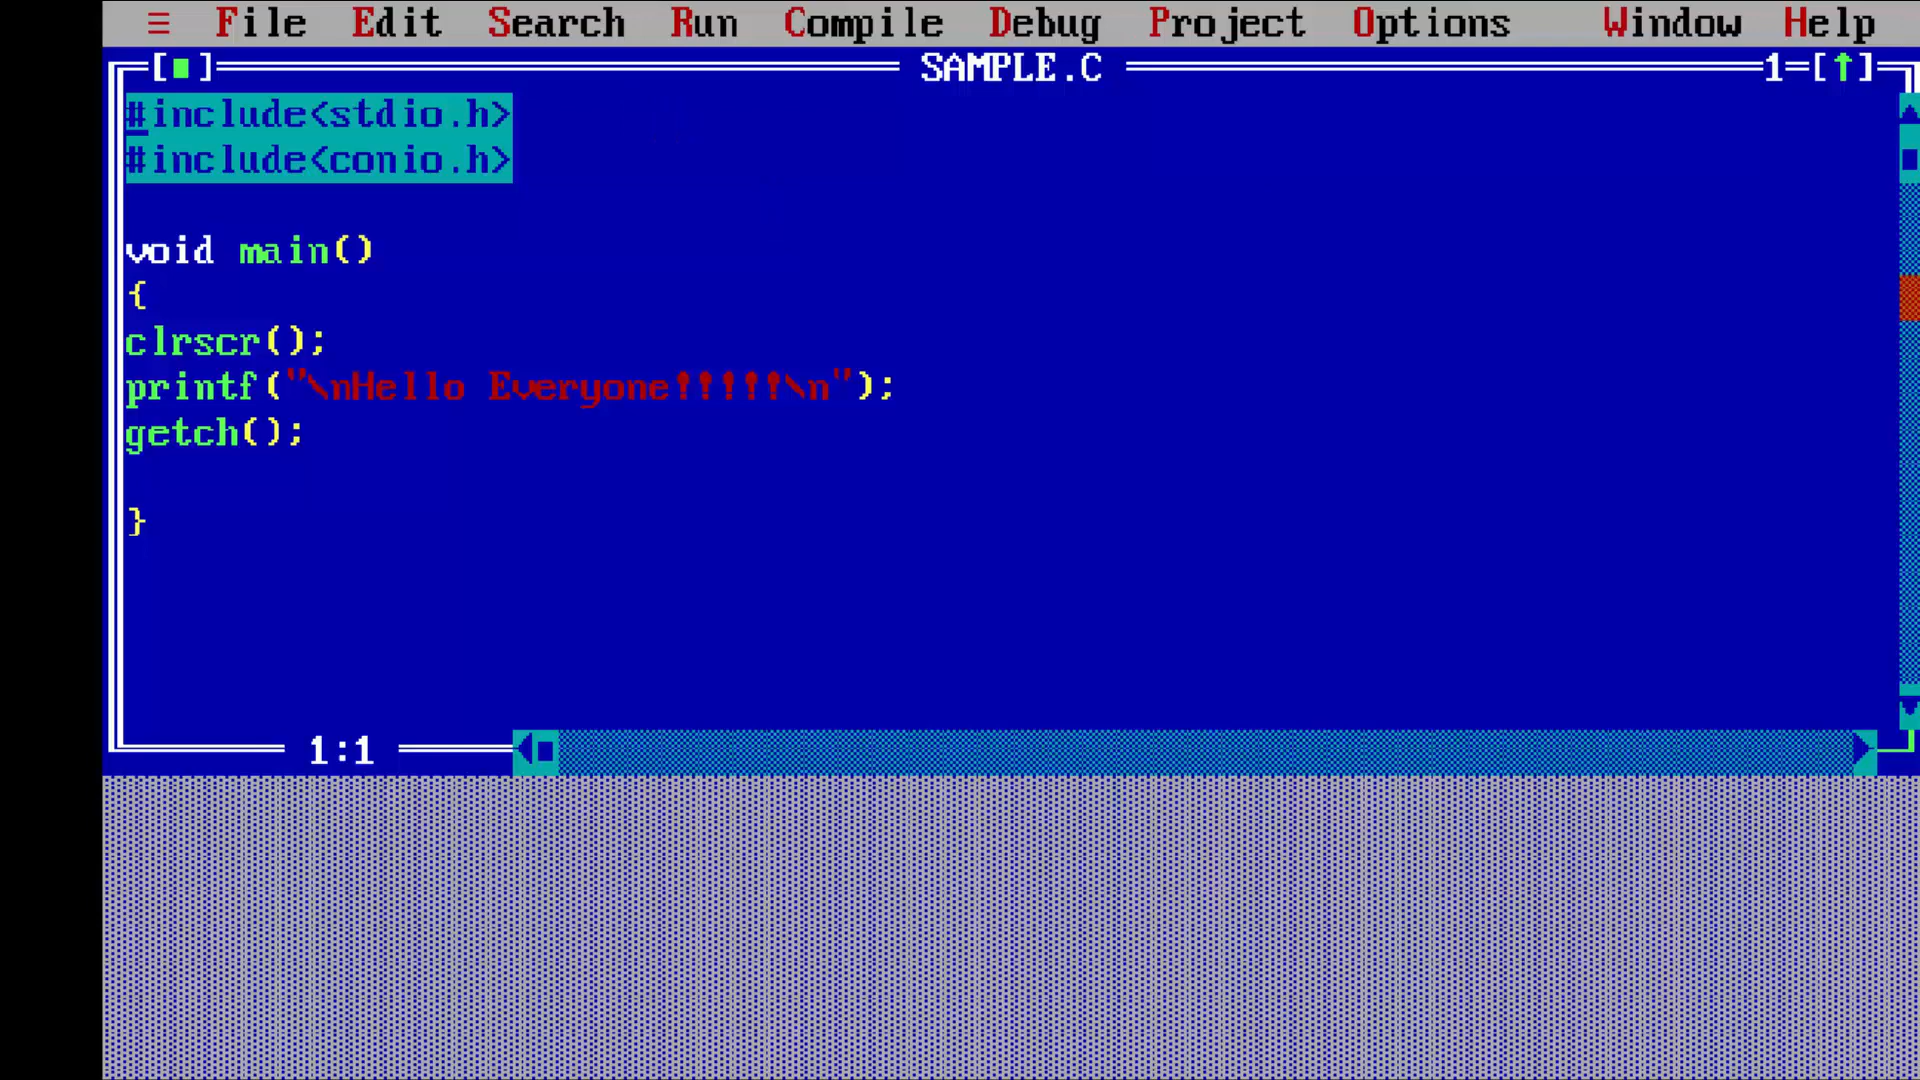 ≡ File Edit Search Run Compile Debug Project Options Window Help
[■] SAMPLE.C 1=[↑]
#include<stdio.h>
#include<conio.h>
void main()
{
clrscr();
printf("\nHello Everyone!!!!!\n");
getch();
}
1:1